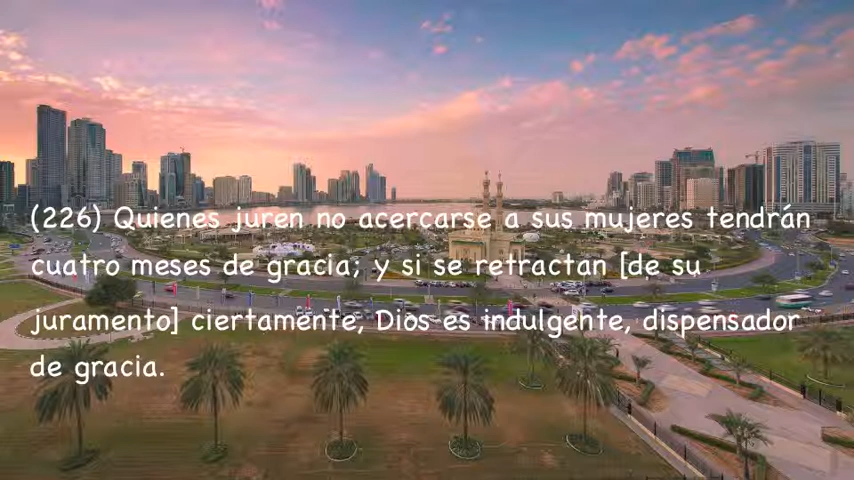 (226) Quienes juren no acercarse a sus mujeres tendrán
cuatro meses de gracia; y si se retractan [de su
juramento] ciertamente, Dios es indulgente, dispensador
de gracia.